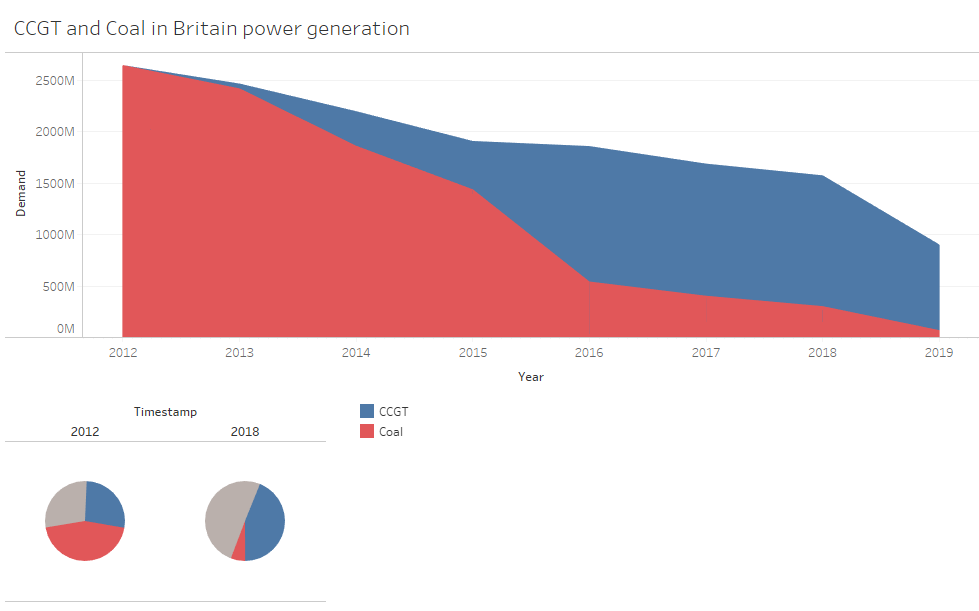 CCGT and Coal in Britain power generation
2500M
2000M
1500M
1000M
500M
0M
Demand
2012 2013 2014 2015 2016 2017 2018 2019
Year
Timestamp
2012 2018
CCGT
Coal